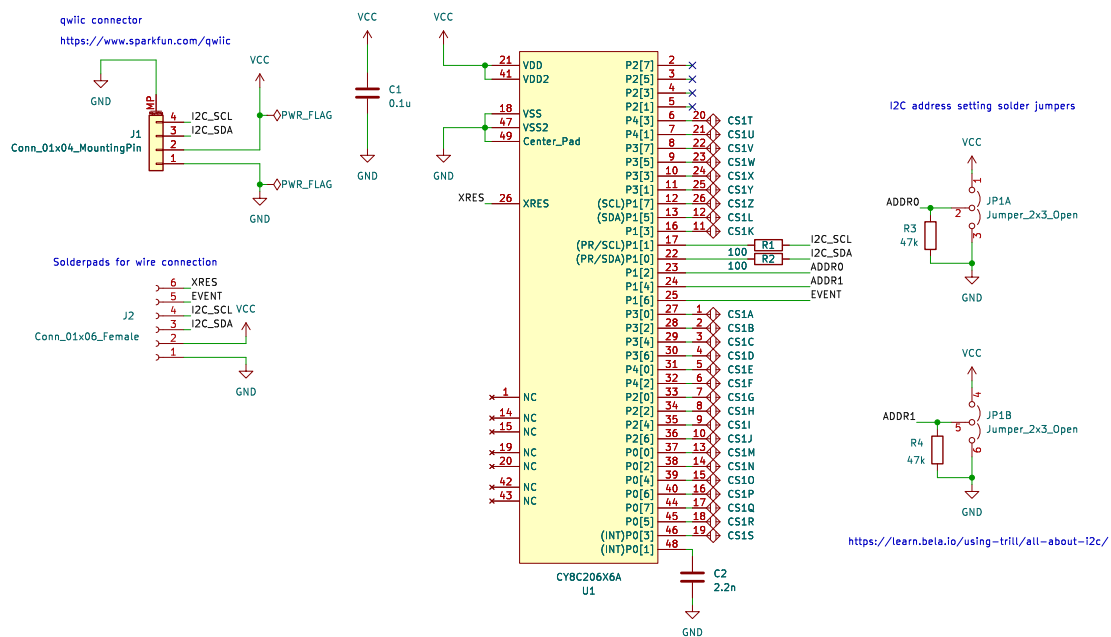 qwiic connector
https://www.sparkfun.com/qwiic
GND
VCC
MP
4 I2C_SCL
3 I2C_SDA
2
1
J1
Conn_01x04_MountingPin
PWR_FLAG
PWR_FLAG
GND
VCC
C1
0.1u
GND
VCC
GND
Solderpads for wire connection
6 XRES
5 EVENT
4 I2C_SCL
3 I2C_SDA
2
1
J2
Conn_01x06_Female
VCC
GND
21 VDD
41 VDD2
18 VSS
47 VSS2
49 Center_Pad
XRES 26 XRES
1 NC
14 NC
15 NC
19 NC
20 NC
42 NC
43 NC
P2[7] 2
P2[5] 3
P2[3] 4
P2[1] 5
P4[3] 6 20 CS1T
P4[1] 7 21 CS1U
P3[7] 8 22 CS1V
P3[5] 9 23 CS1W
P3[3] 10 24 CS1X
P3[1] 11 25 CS1Y
(SCL)P1[7] 12 26 CS1Z
(SDA)P1[5] 13 12 CS1L
P1[3] 16 11 CS1K
(PR/SCL)P1[1] 17 R1 I2C_SCL
100
(PR/SDA)P1[0] 22 R2 I2C_SDA
100
P1[2] 23 ADDR0
P1[4] 24 ADDR1
P1[6] 25 EVENT
P3[0] 27 1 CS1A
P3[2] 28 2 CS1B
P3[4] 29 3 CS1C
P3[6] 30 4 CS1D
P4[0] 31 5 CS1E
P4[2] 32 6 CS1F
P2[0] 33 7 CS1G
P2[2] 34 8 CS1H
P2[4] 35 9 CS1I
P2[6] 36 10 CS1J
P0[0] 37 13 CS1M
P0[2] 38 14 CS1N
P0[4] 39 15 CS1O
P0[6] 40 16 CS1P
P0[7] 44 17 CS1Q
P0[5] 45 18 CS1R
(INT)P0[3] 46 19 CS1S
(INT)P0[1] 48
CY8C206X6A
U1
C2
2.2n
GND
I2C address setting solder jumpers
VCC
1
ADDR0
2
3
JP1A
Jumper_2x3_Open
R3
47k
GND
VCC
4
ADDR1
5
6
JP1B
Jumper_2x3_Open
R4
47k
GND
https://learn.bela.io/using-trill/all-about-i2c/